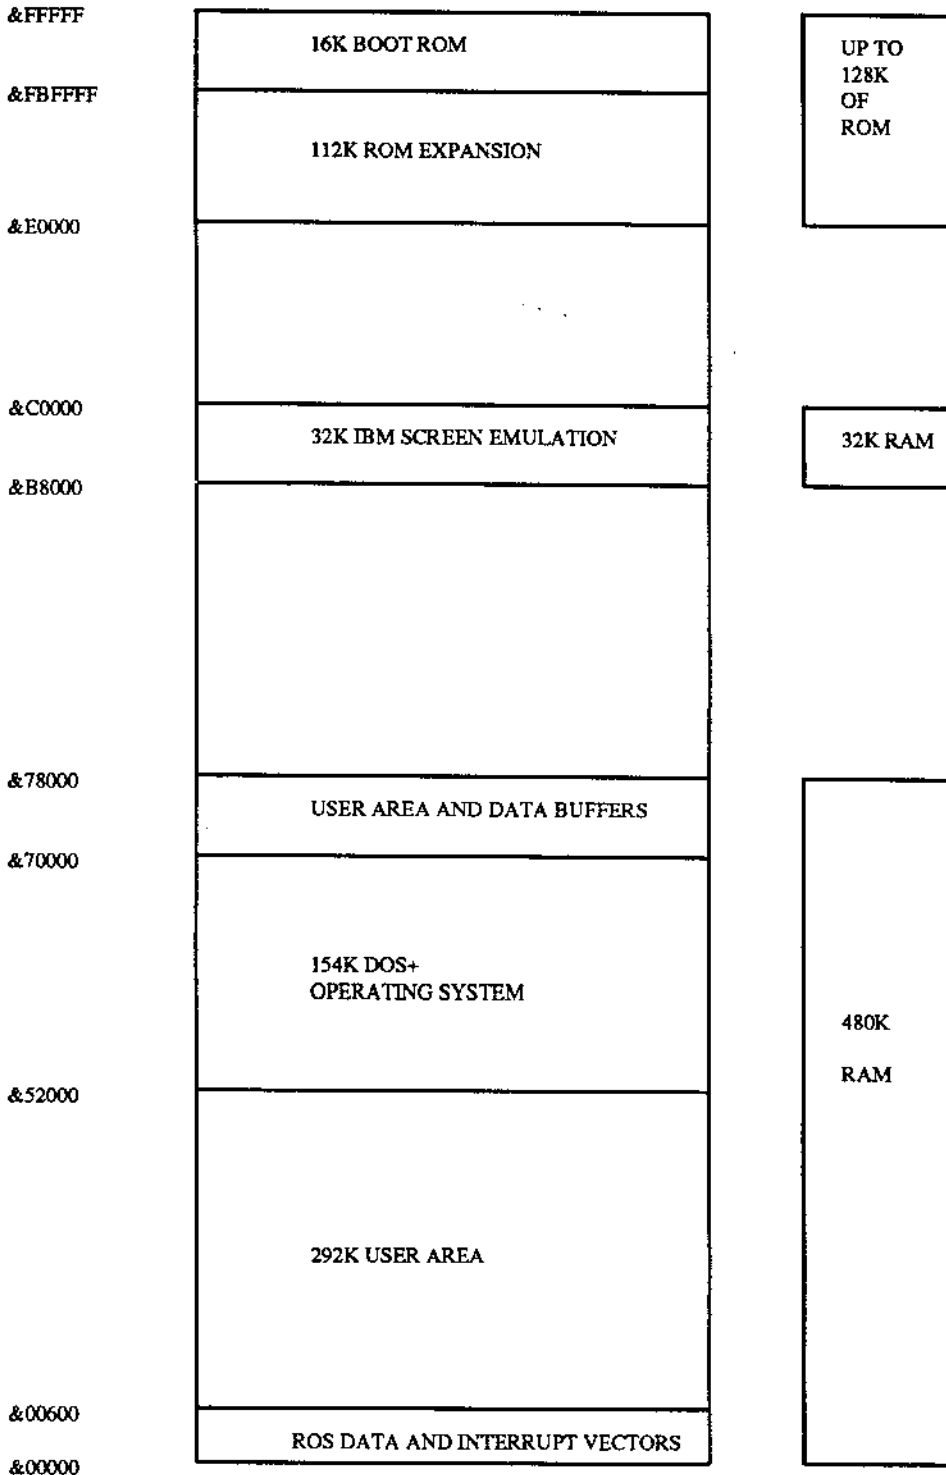 &FFFFF
16K BOOT ROM
UP TO
128K
OF
ROM
&FBFFFF
112K ROM EXPANSION
&E0000
&C0000
32K IBM SCREEN EMULATION
32K RAM
&B8000
&78000
USER AREA AND DATA BUFFERS
&70000
154K DOS+
OPERATING SYSTEM
480K
RAM
&52000
292K USER AREA
&00600
ROS DATA AND INTERRUPT VECTORS
&00000